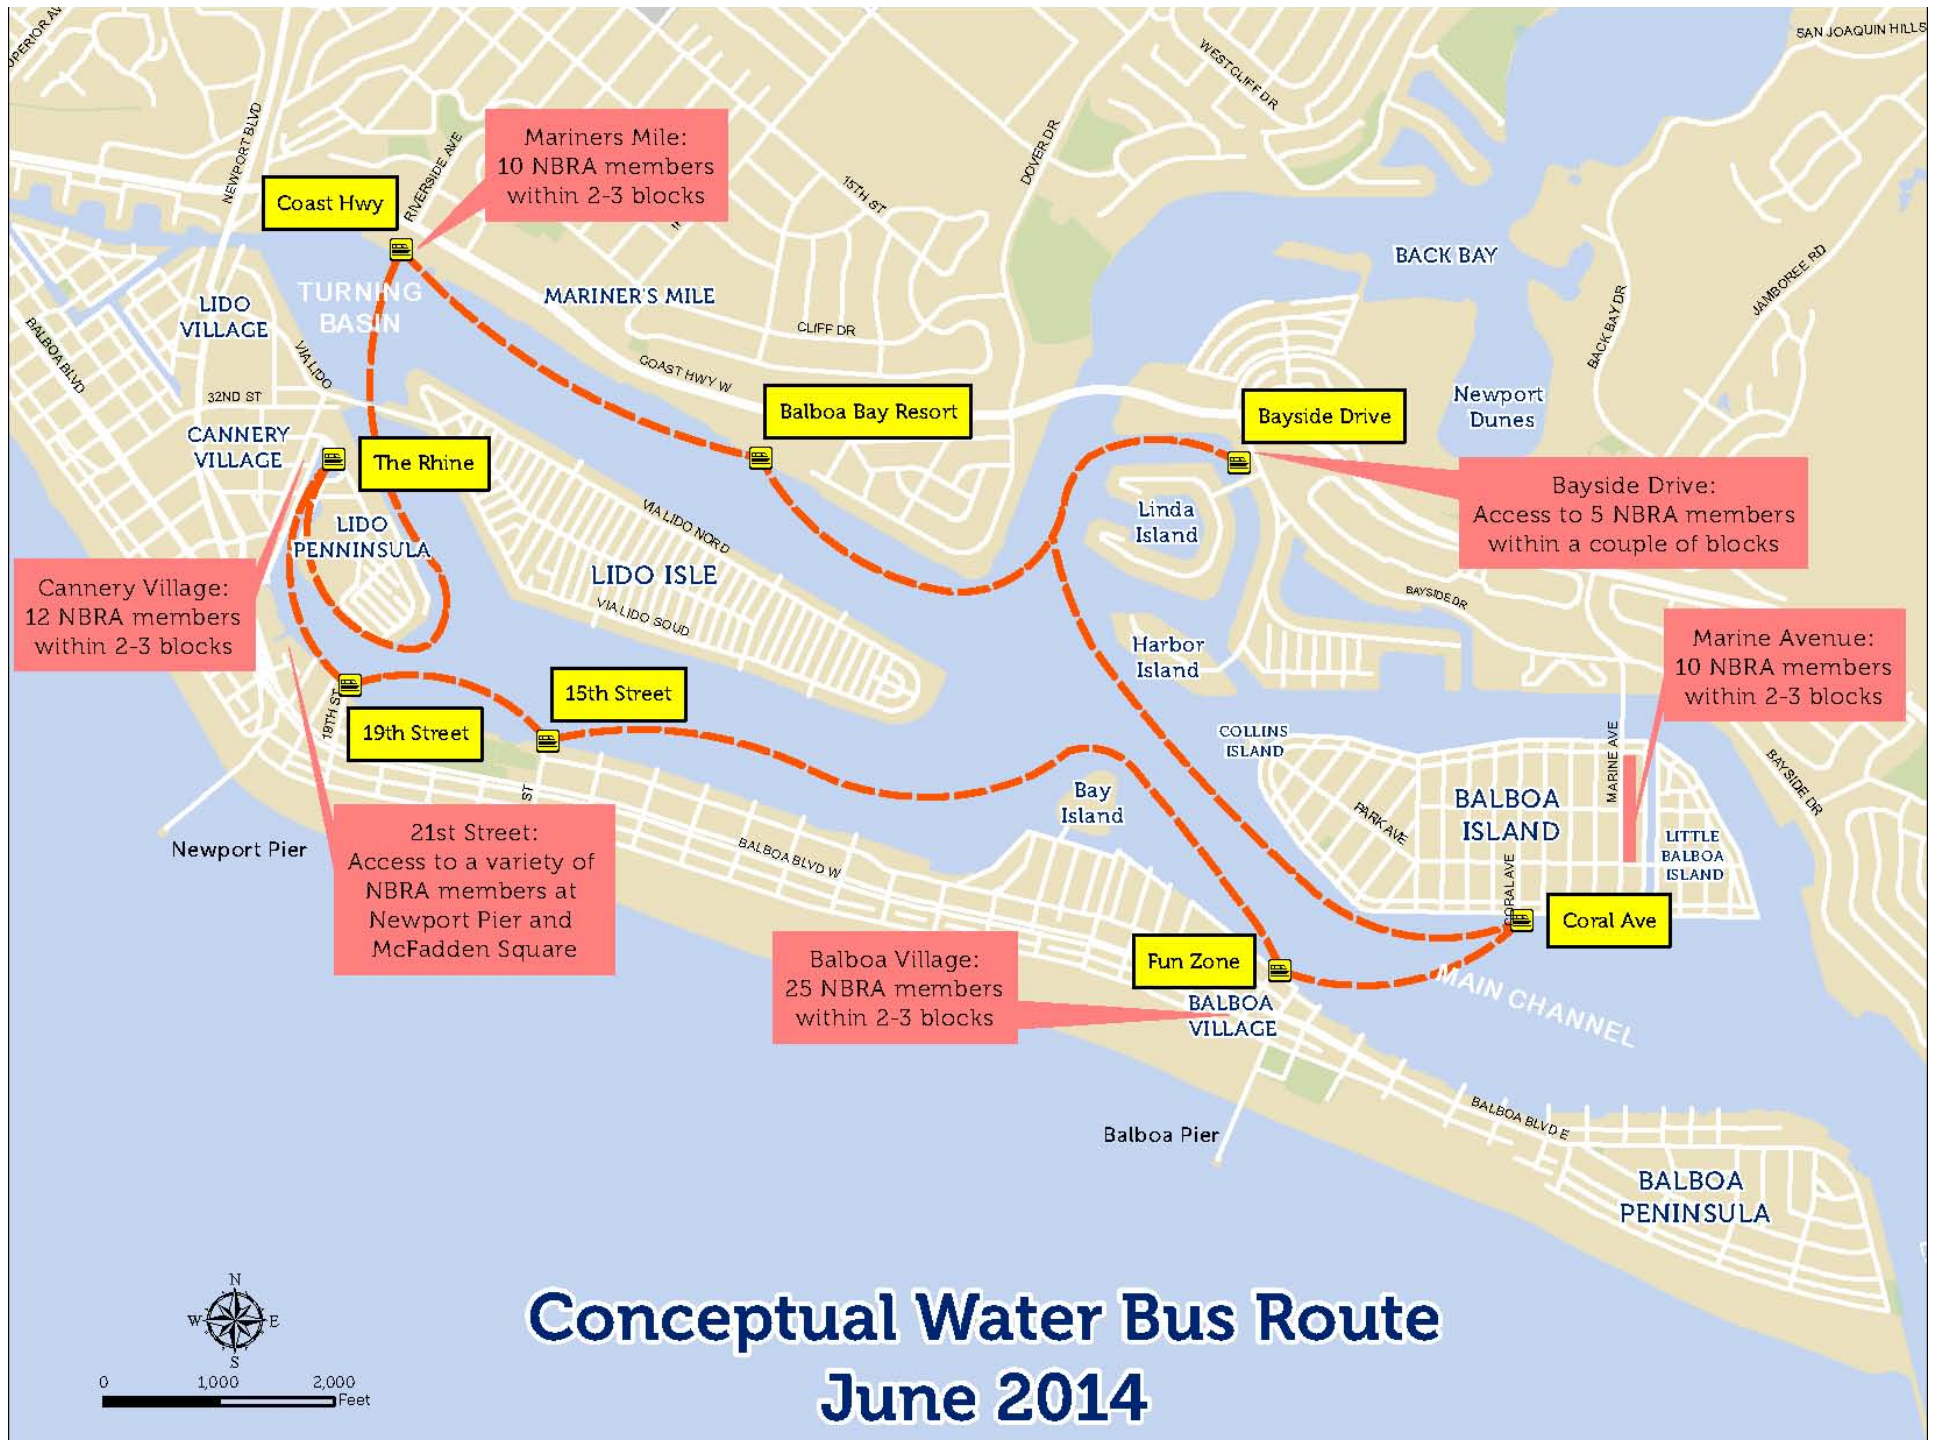 SAN JOAQUIN HILLS
WESTCLIFF DR
NEWPORT BLVD
RIVERSIDE AVE
DOVER DR
Mariners Mile:
10 NBRA members
within 2-3 blocks
Coast Hwy
15TH ST
BACK BAY
JAMBOREE RD
BACK BAY DR
TURNING
BASIN
MARINER'S MILE
LIDO
VILLAGE
CLIFF DR
BALBOA BLVD
VIA LIDO
COAST HWY W
32ND ST
Balboa Bay Resort
Bayside Drive
Newport
Dunes
CANNERY
VILLAGE
The Rhine
Bayside Drive:
Access to 5 NBRA members
within a couple of blocks
LIDO
PENNINSULA
VIA LIDO NORD
Linda
Island
LIDO ISLE
VIA LIDO SOUD
Cannery Village:
12 NBRA members
within 2-3 blocks
BAYSIDE DR
Harbor
Island
Marine Avenue:
10 NBRA members
within 2-3 blocks
15th Street
19TH ST
19th Street
COLLINS
ISLAND
MARINE AVE
BAYSIDE DR
Bay
Island
ST
PARK AVE
BALBOA
ISLAND
LITTLE
BALBOA
ISLAND
Newport Pier
21st Street:
Access to a variety of
NBRA members at
Newport Pier and
McFadden Square
BALBOA BLVD W
CORAL AVE
Coral Ave
Balboa Village:
25 NBRA members
within 2-3 blocks
Fun Zone
BALBOA
VILLAGE
MAIN CHANNEL
BALBOA BLVD E
Balboa Pier
BALBOA
PENINSULA
N
W
E
S
0 1,000 2,000
Feet
Conceptual Water Bus Route
June 2014